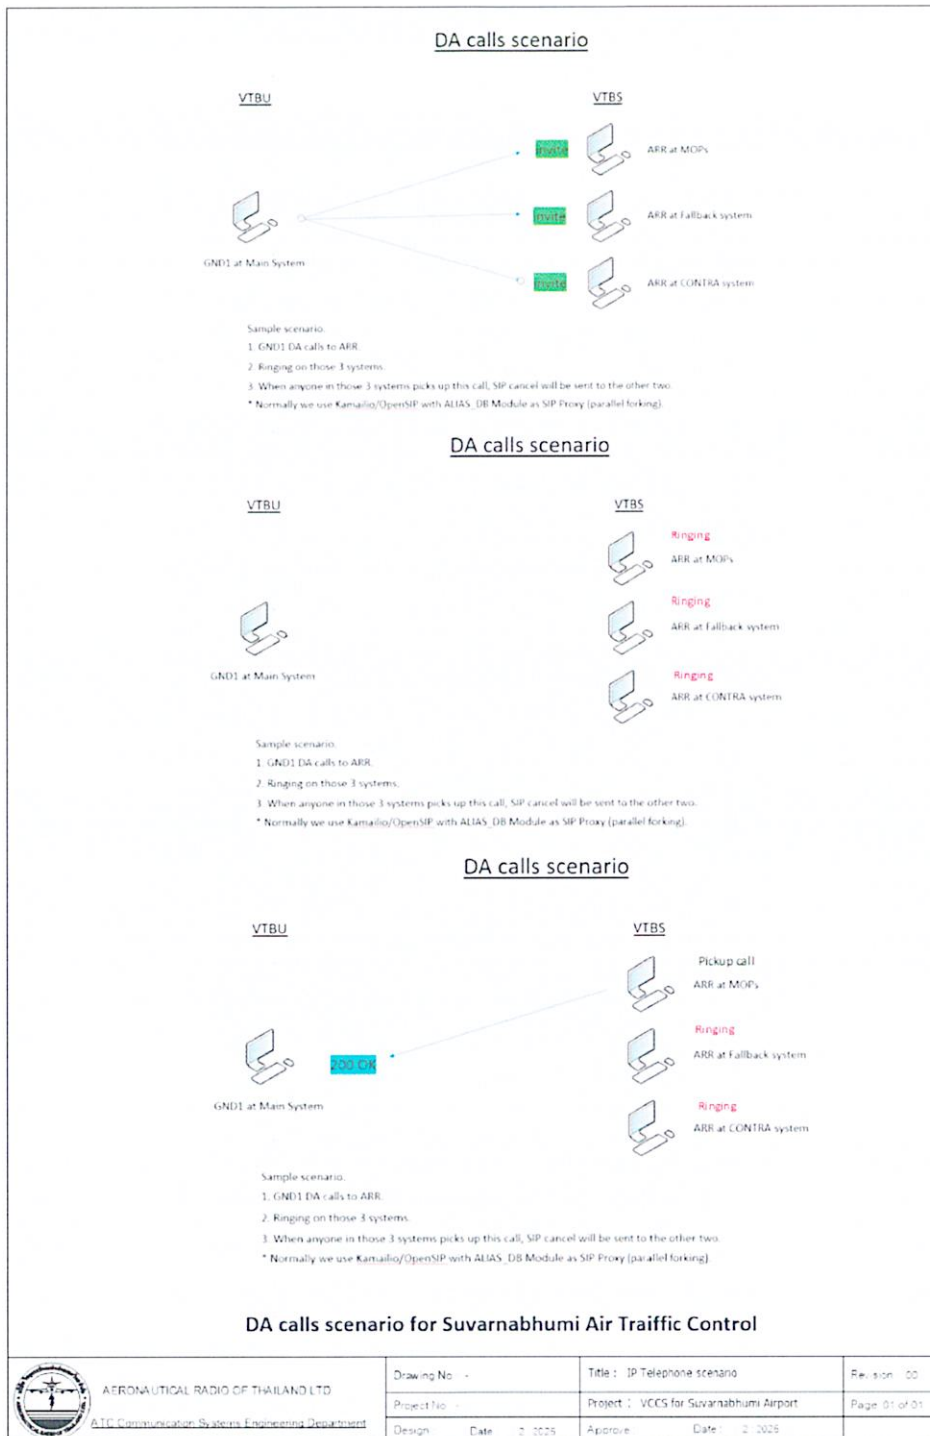 DA calls scenario
VTBU
VTBS
invite
ARR at MOPs
invite
ARR at Fallback system
GND1 at Main System
invite
ARR at CONTRA system
Sample scenario.
1. GND1 DA calls to ARR.
2. Ringing on those 3 systems.
3. When anyone in those 3 systems picks up this call, SIP cancel will be sent to the other two.
* Normally we use Kamailio/OpenSIP with ALIAS_DB Module as SIP Proxy (parallel forking).
DA calls scenario
VTBU
VTBS
Ringing
ARR at MOPs
Ringing
ARR at Fallback system
GND1 at Main System
Ringing
ARR at CONTRA system
Sample scenario.
1. GND1 DA calls to ARR.
2. Ringing on those 3 systems.
3. When anyone in those 3 systems picks up this call, SIP cancel will be sent to the other two.
* Normally we use Kamailio/OpenSIP with ALIAS_DB Module as SIP Proxy (parallel forking).
DA calls scenario
VTBU
VTBS
Pickup call
ARR at MOPs
Ringing
ARR at Fallback system
200 OK
GND1 at Main System
Ringing
ARR at CONTRA system
Sample scenario.
1. GND1 DA calls to ARR.
2. Ringing on those 3 systems.
3. When anyone in those 3 systems picks up this call, SIP cancel will be sent to the other two.
* Normally we use Kamailio/OpenSIP with ALIAS_DB Module as SIP Proxy (parallel forking).
DA calls scenario for Suvarnabhumi Air Traiffic Control
AERONAUTICAL RADIO OF THAILAND LTD.
ATC Communication Systems Engineering Department
Drawing No : -
Title : IP Telephone scenario
Revision : 00
Project No : -
Project : VCCS for Suvarnabhumi Airport
Page: 01 of 01
Design :
Date
Approve
Date :